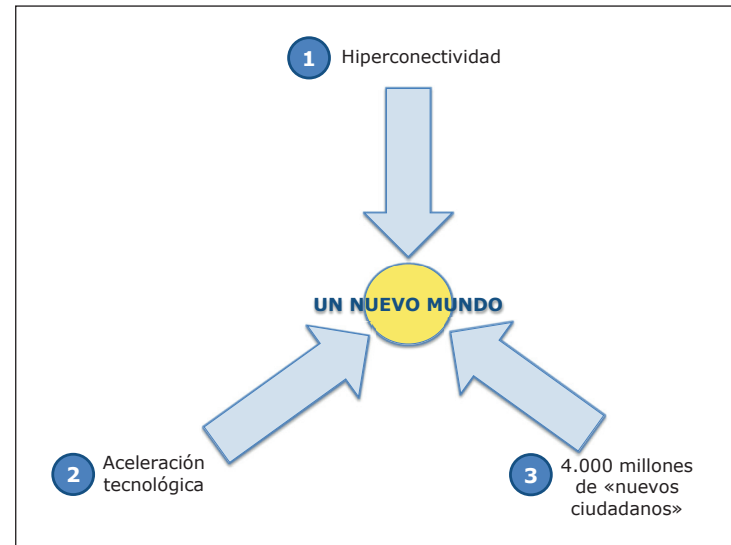 1 Hiperconectividad
UN NUEVO MUNDO
2 Aceleración
tecnológica
3 4.000 millones
de «nuevos
ciudadanos»